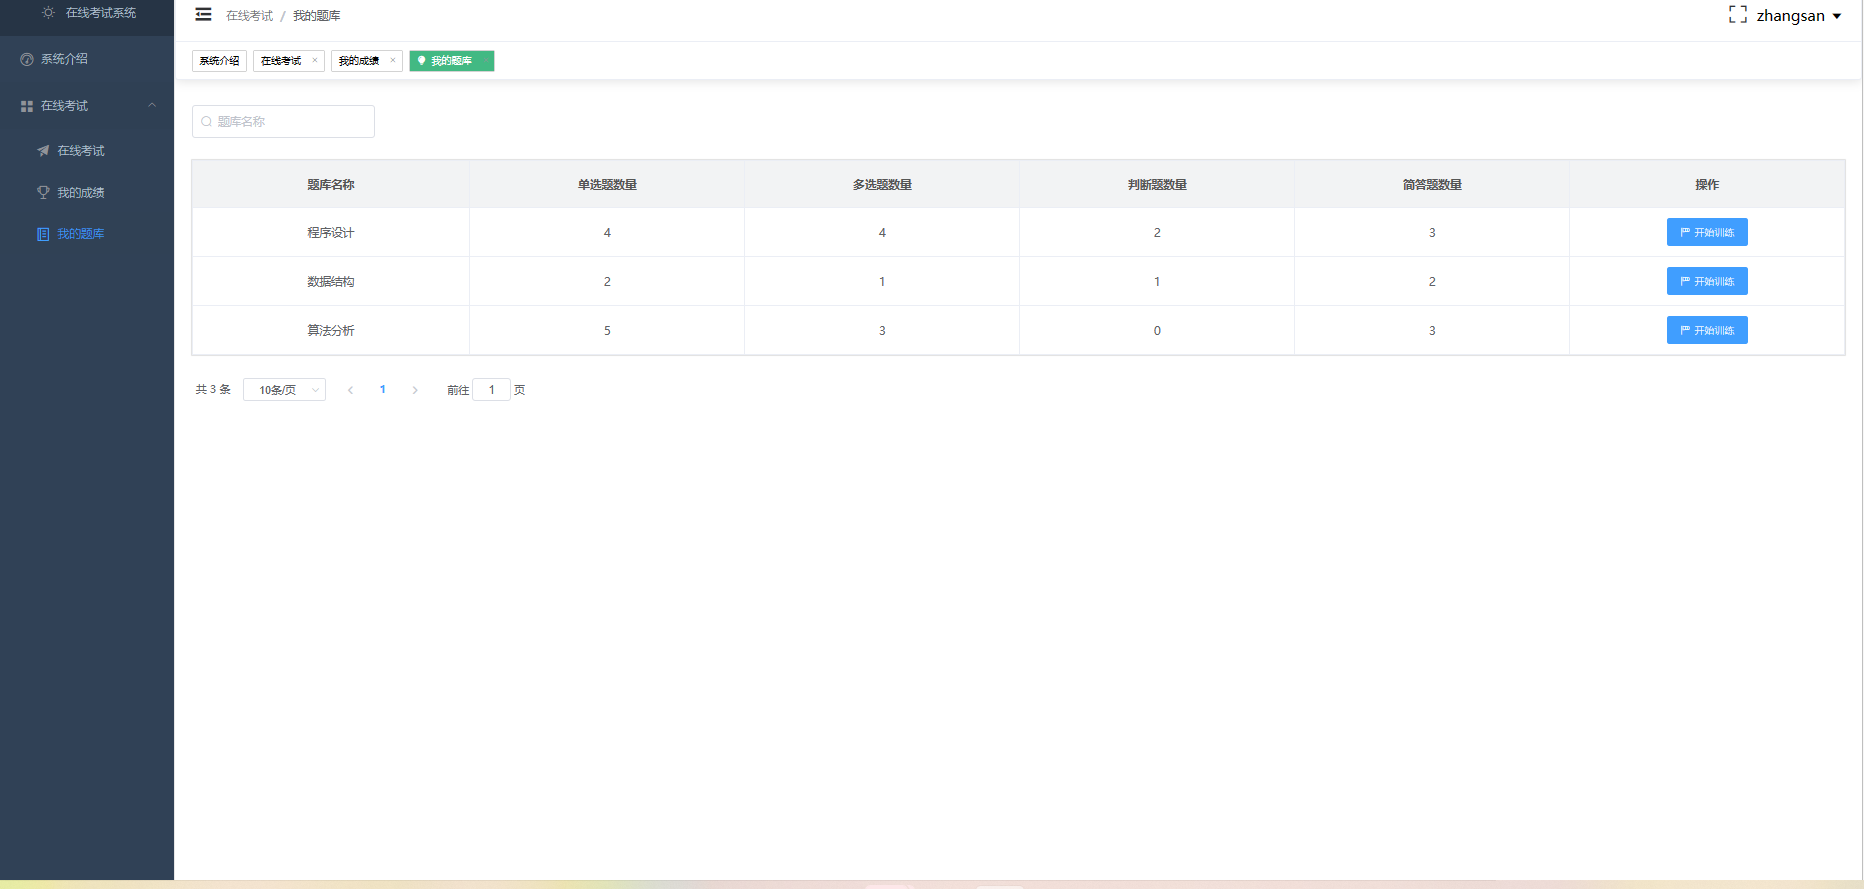 在线考试系统
系统介绍
在线考试
在线考试
我的成绩
我的题库
在线考试 / 我的题库
zhangsan
系统介绍 在线考试 × 我的成绩 × 我的题库
题库名称
题库名称 单选题数量 多选题数量 判断题数量 简答题数量 操作
程序设计 4 4 2 3 开始训练
数据结构 2 1 1 2 开始训练
算法分析 5 3 0 3 开始训练
共 3 条 10条/页 1 前往 1 页